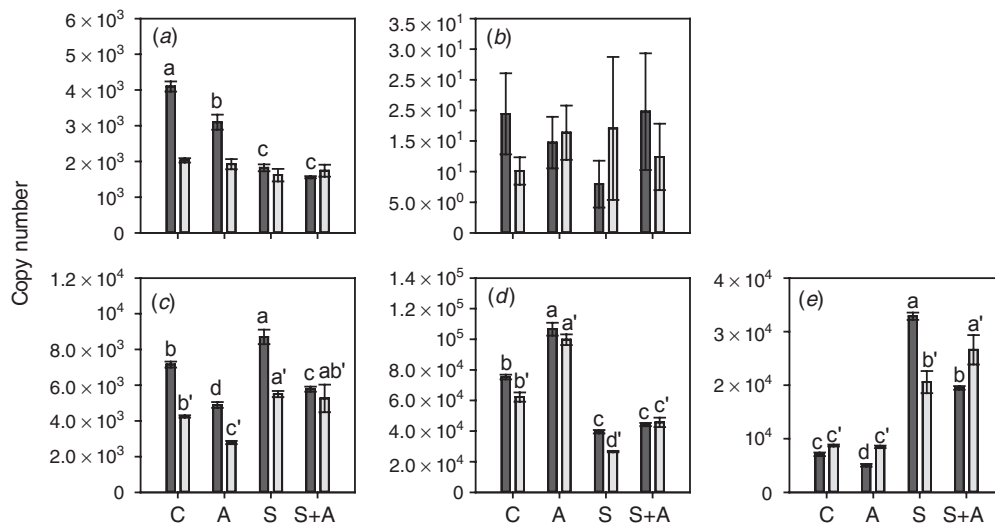 Copy number
(a)
6 × 10³
5 × 10³
4 × 10³
3 × 10³
2 × 10³
10³
0
a
b
c
c
(b)
3.5 × 10¹
3.0 × 10¹
2.5 × 10¹
2.0 × 10¹
1.5 × 10¹
10¹
5.0 × 10⁰
0
(c)
1.2 × 10⁴
10⁴
8.0 × 10³
6.0 × 10³
4.0 × 10³
2.0 × 10³
0
b
b'
d
c'
a
a'
c
ab'
C A S S+A
(d)
1.4 × 10⁵
1.2 × 10⁵
10⁵
8.0 × 10⁴
6.0 × 10⁴
4.0 × 10⁴
2.0 × 10⁴
0
b
b'
a
a'
c
d'
c
c'
C A S S+A
(e)
4 × 10⁴
3 × 10⁴
2 × 10⁴
10⁴
0
c
c'
d
c'
a
b'
b
a'
C A S S+A